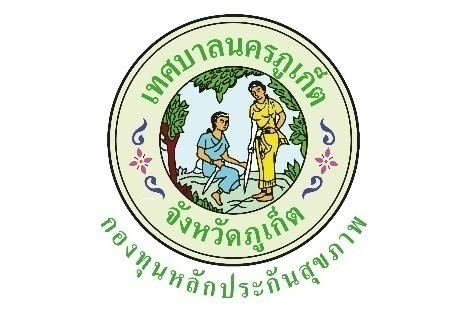 เทศบาลนครภูเก็ต
จังหวัดภูเก็ต
กองทุนหลักประกันสุขภาพ